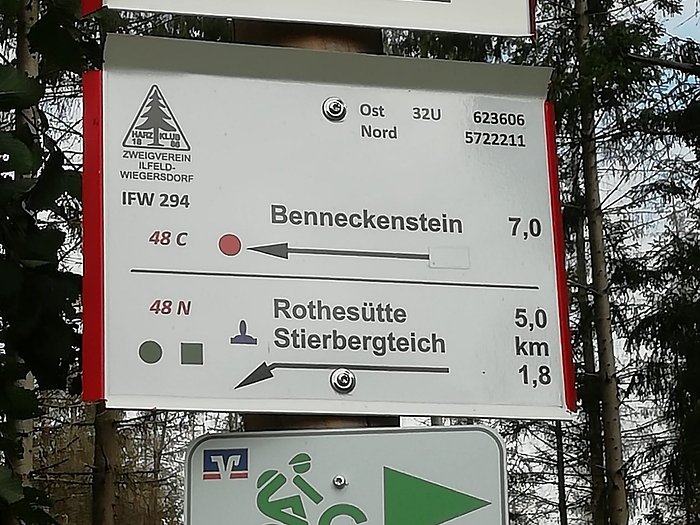 Ost 32U 623606
Nord 5722211
HARZ KLUB
18 86
ZWEIGVEREIN
ILFELD-
WIEGERSDORF
IFW 294
Benneckenstein 7,0
48 C
48 N
Rothesütte 5,0
Stierbergteich km
1,8